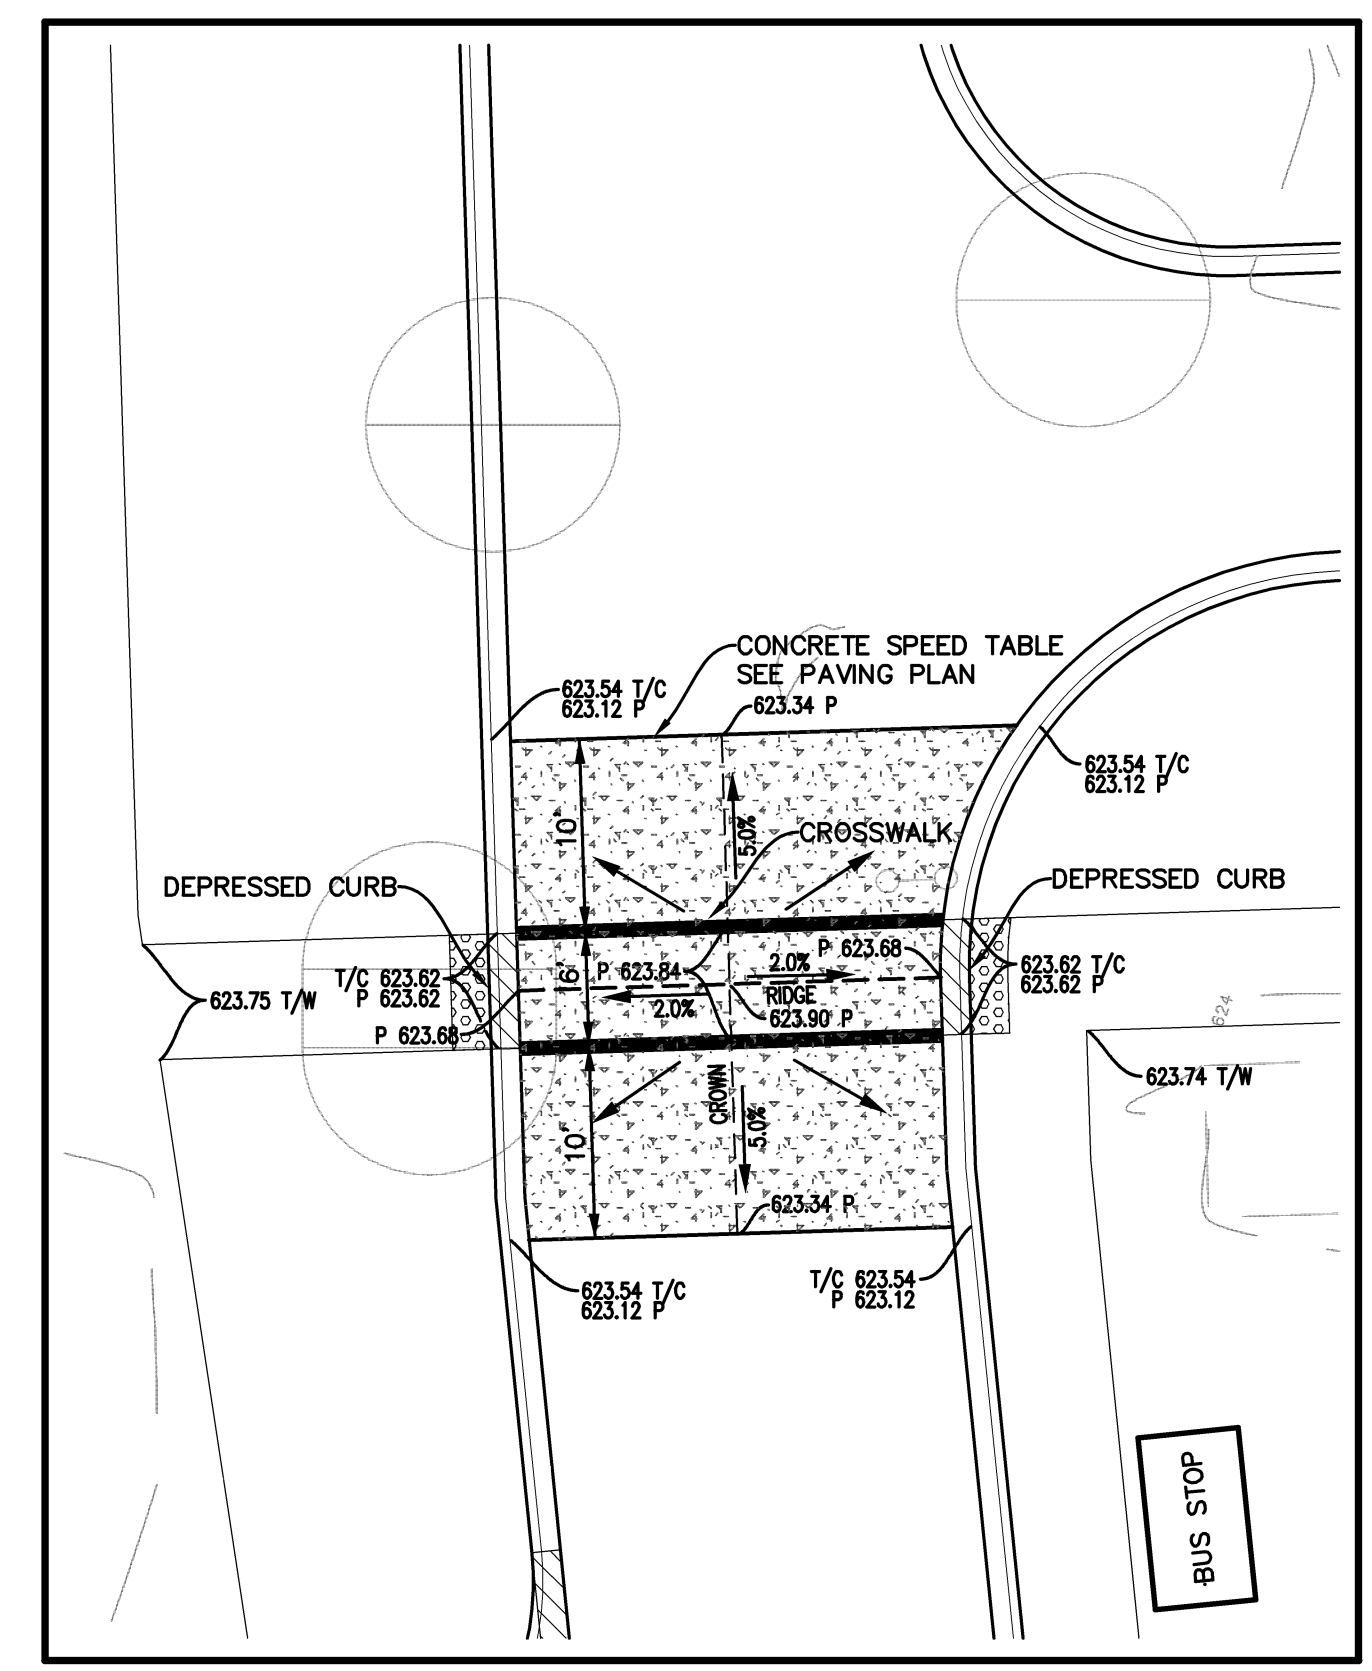 CONCRETE SPEED TABLE
SEE PAVING PLAN
623.54 T/C
623.12 P
623.34 P
623.54 T/C
623.12 P
10'
5.0%
CROSSWALK
DEPRESSED CURB
DEPRESSED CURB
P 623.68
T/C 623.62
P 623.62
6'
P 623.84
2.0%
RIDGE
623.62 T/C
623.62 P
623.75 T/W
2.0%
623.90 P
624
P 623.68
623.74 T/W
CROWN
5.0%
10'
623.34 P
623.54 T/C
623.12 P
T/C 623.54
P 623.12
BUS STOP